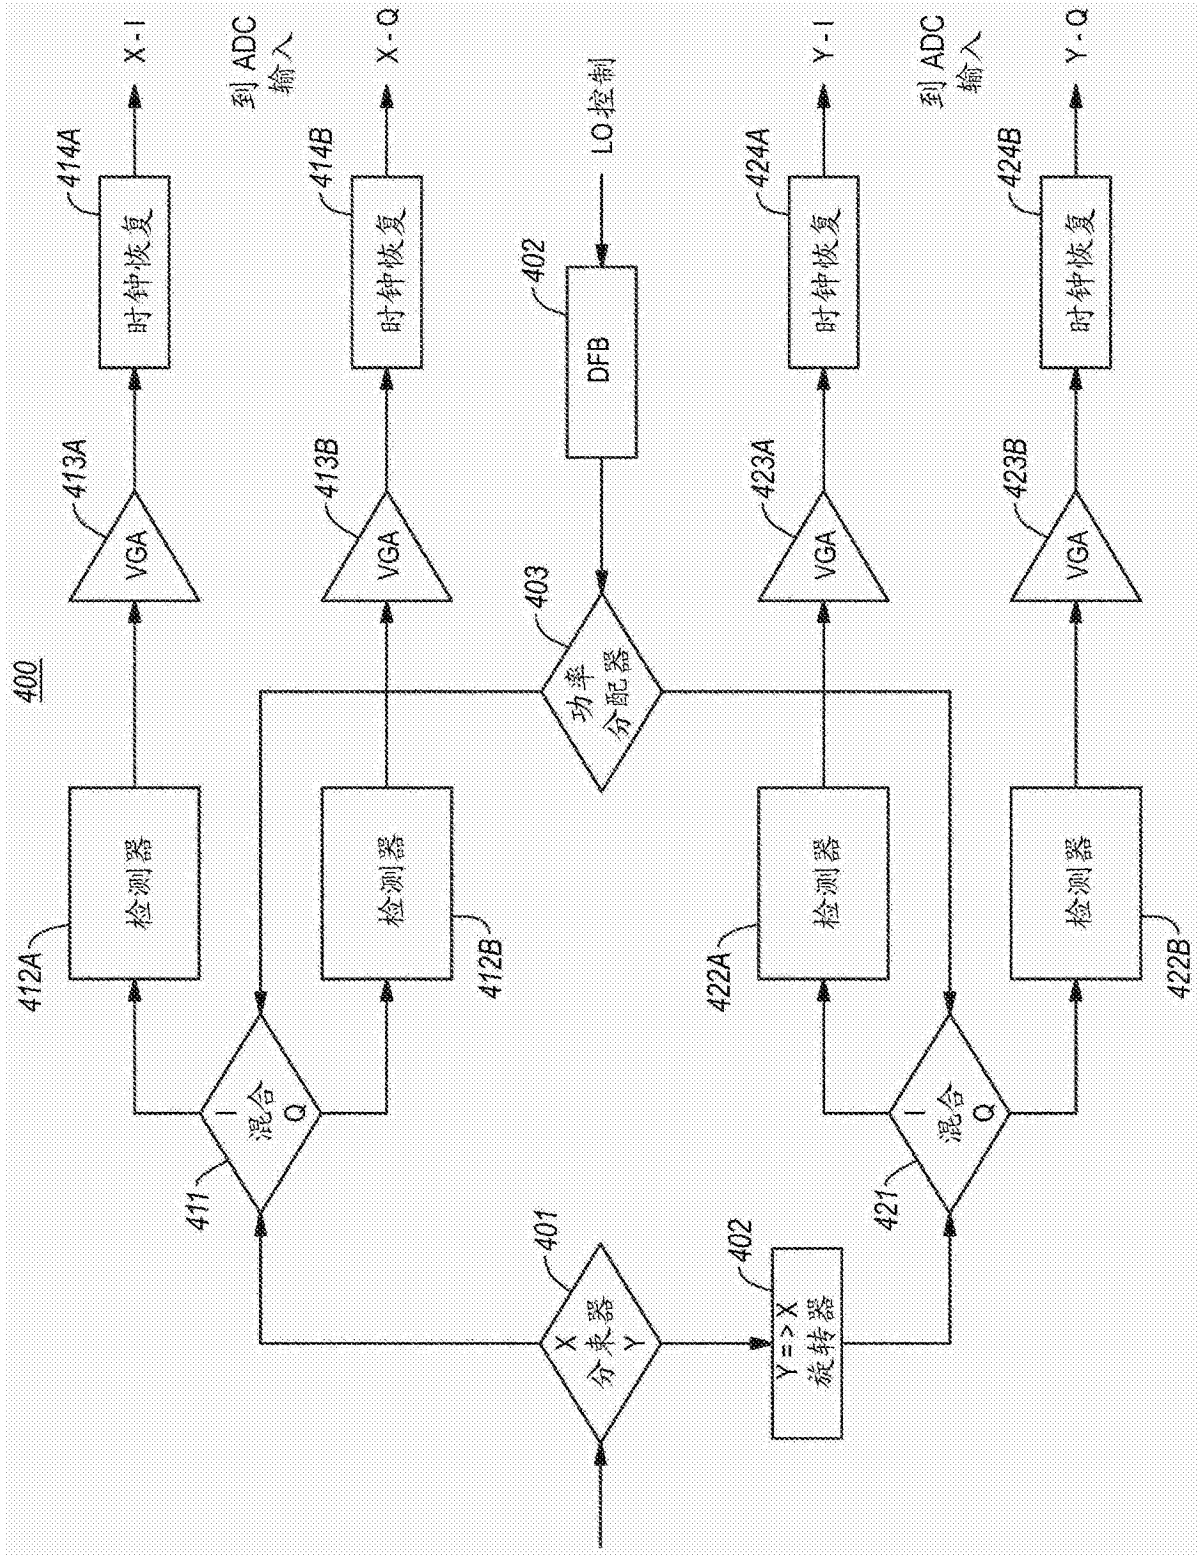 400
412A
检测器
413A
VGA
414A
时钟恢复
X - I
到 ADC
输入
411
I
混合
Q
412B
检测器
413B
VGA
414B
时钟恢复
X - Q
401
X
分束器
Y
403
功率
分配器
402
DFB
LO控制
402
Y = > X
旋转器
422A
检测器
423A
VGA
424A
时钟恢复
Y - I
到 ADC
输入
421
I
混合
Q
422B
检测器
423B
VGA
424B
时钟恢复
Y - Q